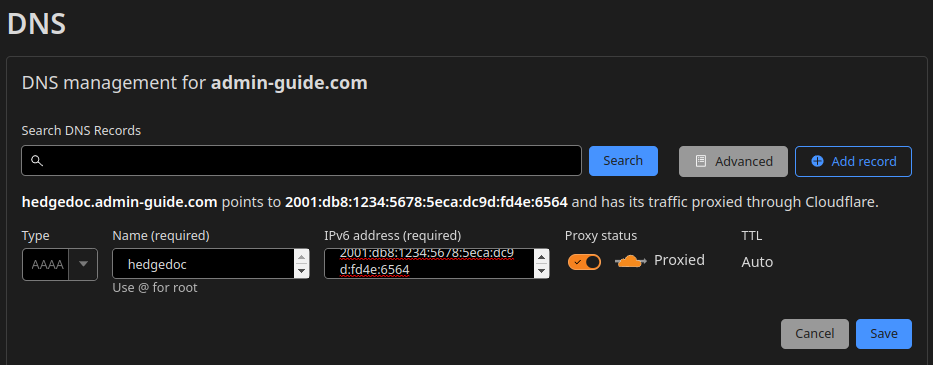 DNS
DNS management for admin-guide.com
Search DNS Records
Search
Advanced
Add record
hedgedoc.admin-guide.com points to 2001:db8:1234:5678:5eca:dc9d:fd4e:6564 and has its traffic proxied through Cloudflare.
Type
Name (required)
IPv6 address (required)
Proxy status
TTL
AAAA
hedgedoc
2001:db8:1234:5678:5eca:dc9
d:fd4e:6564
Proxied
Auto
Use @ for root
Cancel
Save